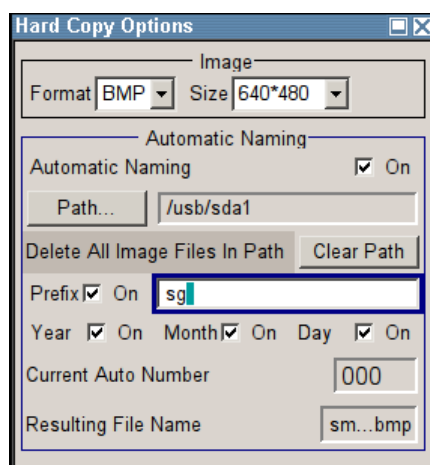 Hard Copy Options
Image
Format BMP Size 640*480
Automatic Naming
Automatic Naming On
Path... /usb/sda1
Delete All Image Files In Path Clear Path
Prefix On sg
Year On Month On Day On
Current Auto Number 000
Resulting File Name sm...bmp